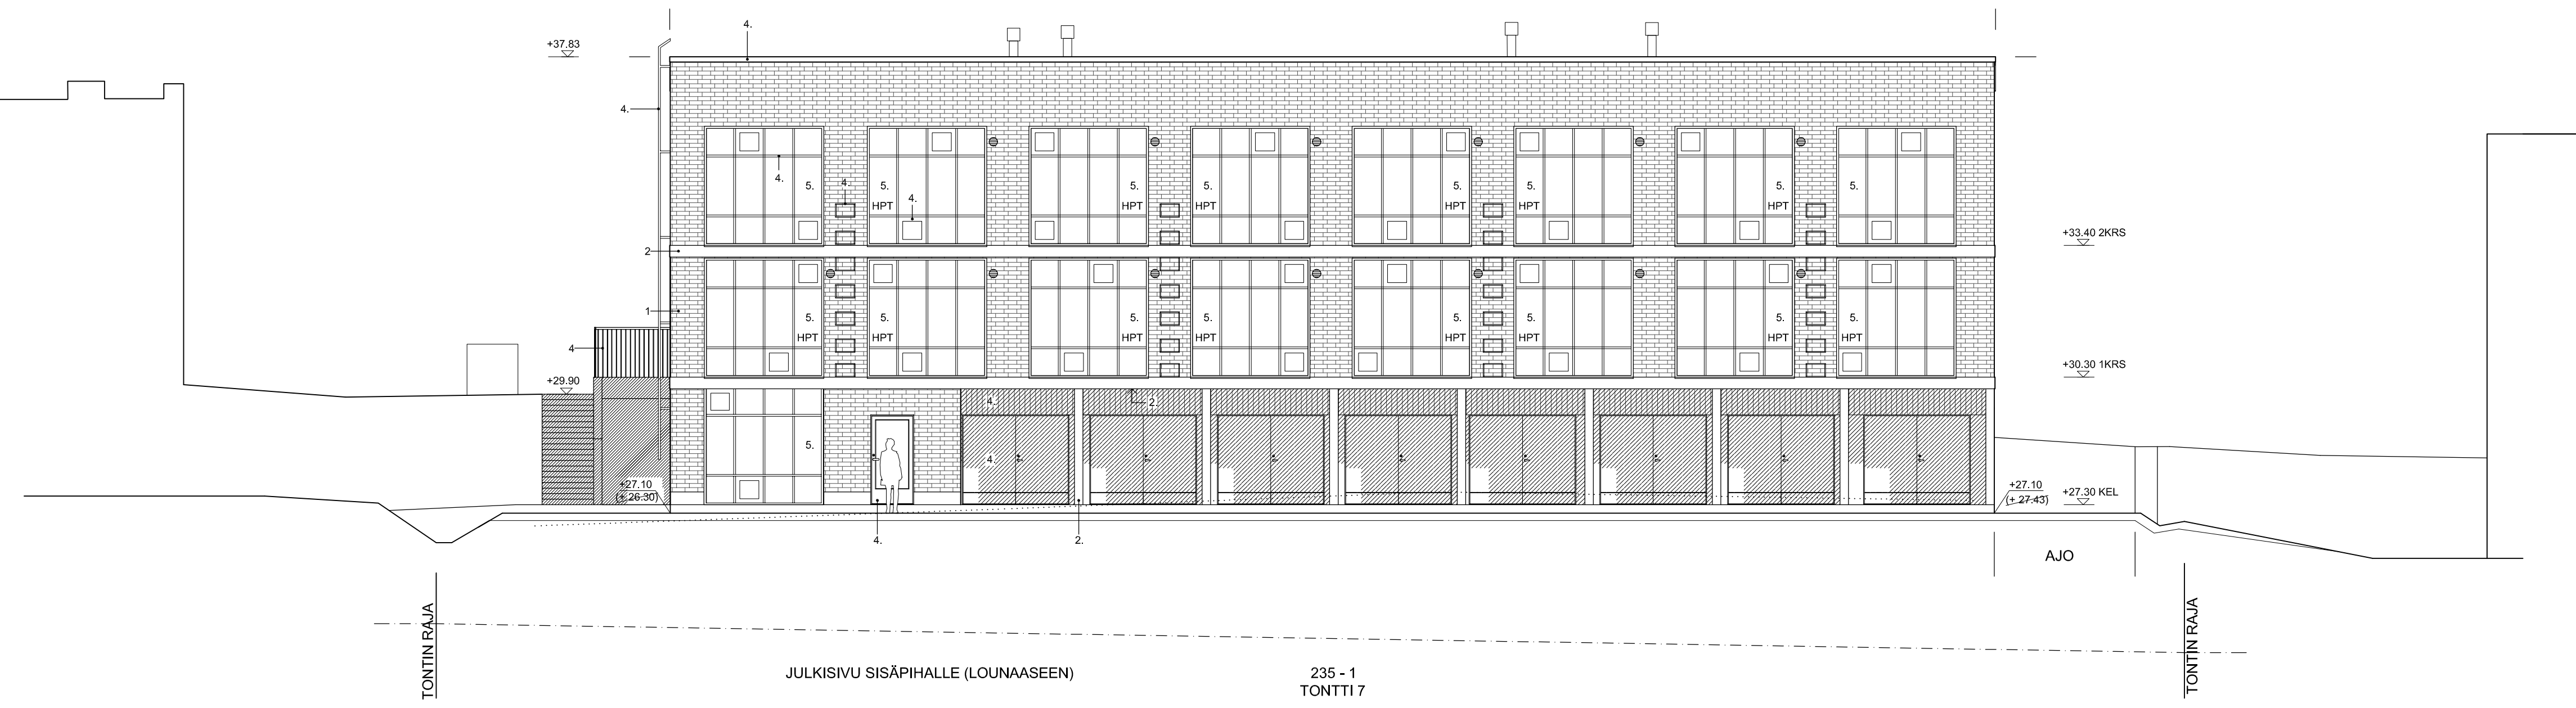 4.
+37.83
4.
4.
4.
4.
5.
5.
5.
5.
5.
5.
5.
5.
HPT
HPT
HPT
HPT
HPT
HPT
2
+33.40 2KRS
1
5.
5.
5.
5.
5.
5.
5.
5.
HPT
HPT
HPT
HPT
HPT
HPT
HPT
HPT
4
+30.30 1KRS
+29.90
4.
2.
5.
4.
+27.10
(+ 26.30)
+27.10
(+ 27.43)
+27.30 KEL
4.
2.
AJO
TONTIN RAJA
TONTIN RAJA
JULKISIVU SISÄPIHALLE (LOUNAASEEN)
235 - 1
TONTTI 7